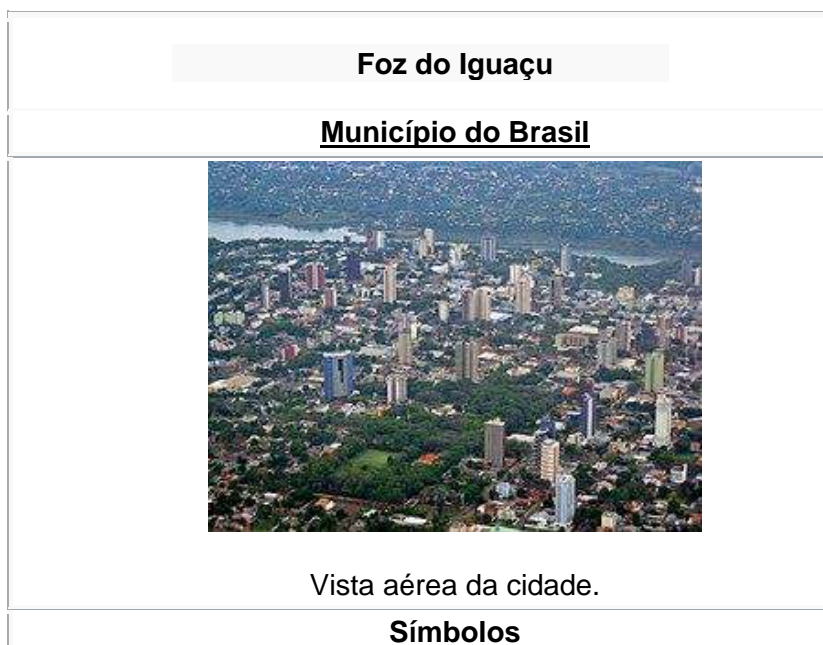 Foz do Iguaçu
Município do Brasil
Vista aérea da cidade.
Símbolos